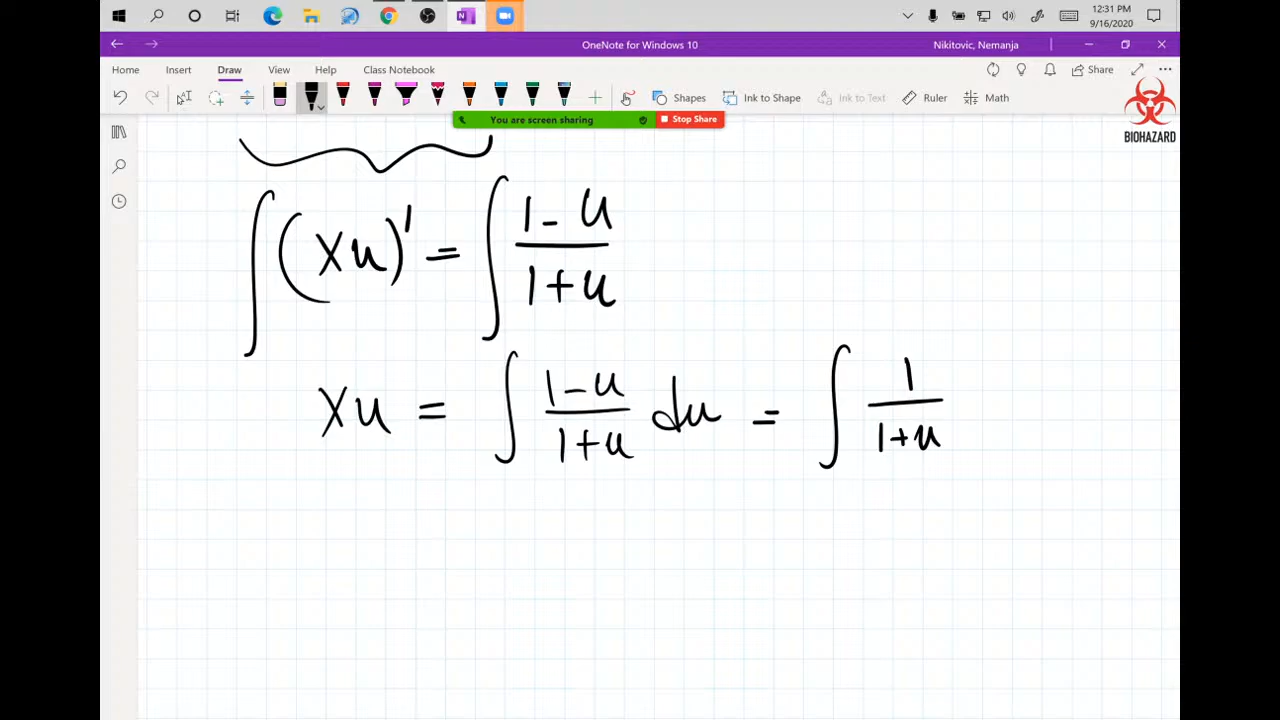 12:31 PM
9/16/2020
OneNote for Windows 10
Nikitovic, Nemanja
Home Insert Draw View Help Class Notebook Share
Shapes Ink to Shape Ink to Text Ruler Math
You are screen sharing Stop Share
BIOHAZARD
∫ (xu)' = ∫ (1-u)/(1+u)
xu = ∫ (1-u)/(1+u) du = ∫ 1/(1+u)